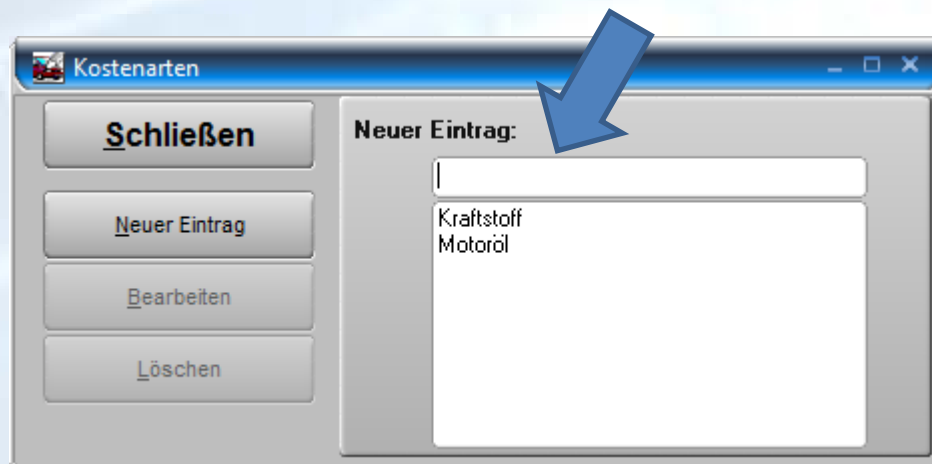 Kostenarten
Schließen
Neuer Eintrag
Bearbeiten
Löschen
Neuer Eintrag:
Kraftstoff
Motoröl